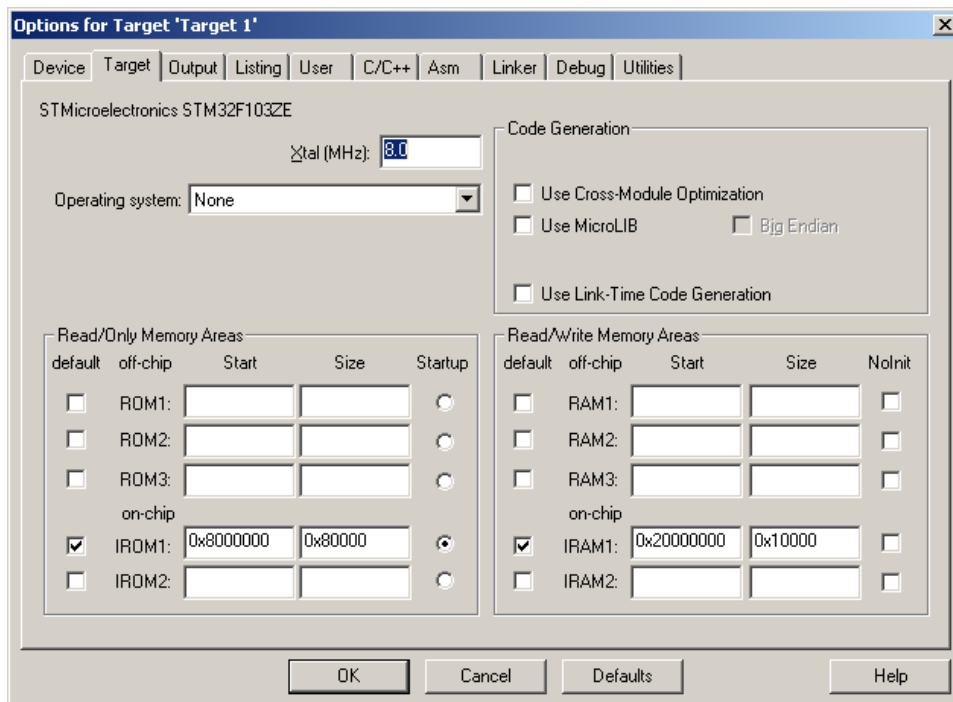 Options for Target 'Target 1'
Device Target Output Listing User C/C++ Asm Linker Debug Utilities
STMicroelectronics STM32F103ZE
Xtal (MHz): 8.0
Operating system: None
Code Generation
Use Cross-Module Optimization
Use MicroLIB Big Endian
Use Link-Time Code Generation
Read/Only Memory Areas
default off-chip Start Size Startup
ROM1:
ROM2:
ROM3:
on-chip
IROM1: 0x8000000 0x80000
IROM2:
Read/Write Memory Areas
default off-chip Start Size NoInit
RAM1:
RAM2:
RAM3:
on-chip
IRAM1: 0x20000000 0x10000
IRAM2:
OK Cancel Defaults Help